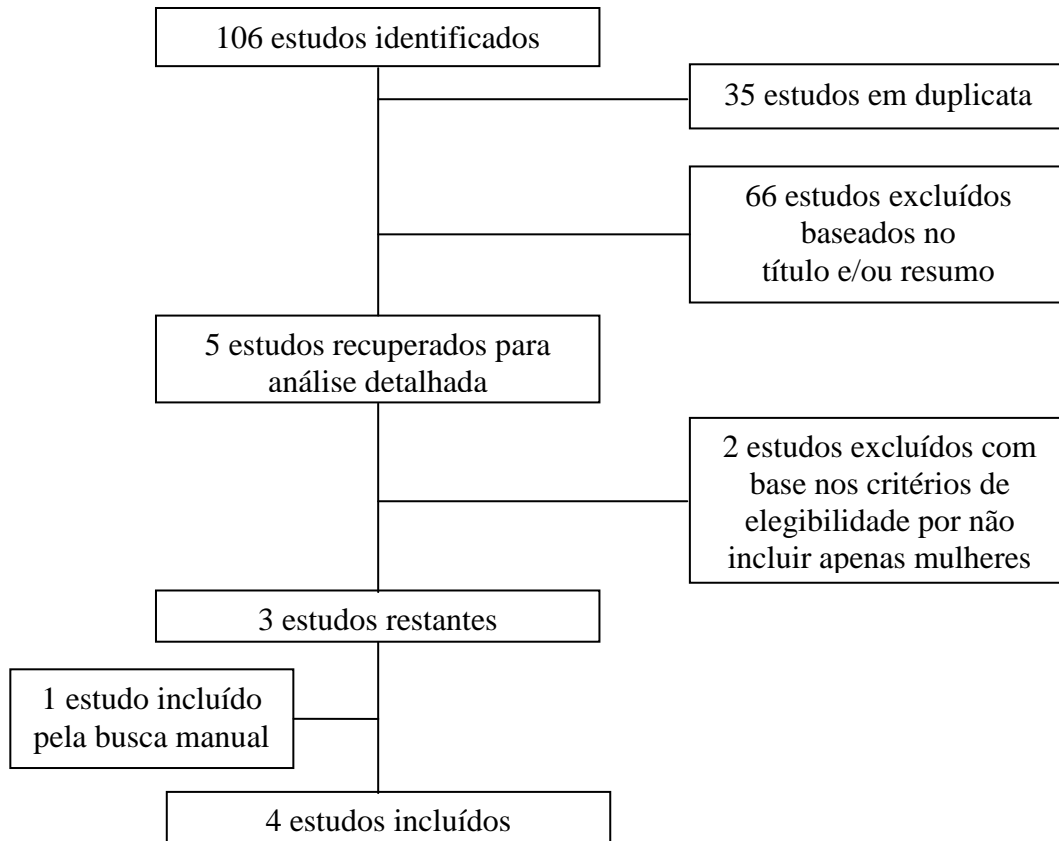 106 estudos identificados
35 estudos em duplicata
66 estudos excluídos
baseados no
título e/ou resumo
5 estudos recuperados para
análise detalhada
2 estudos excluídos com
base nos critérios de
elegibilidade por não
incluir apenas mulheres
3 estudos restantes
1 estudo incluído
pela busca manual
4 estudos incluídos